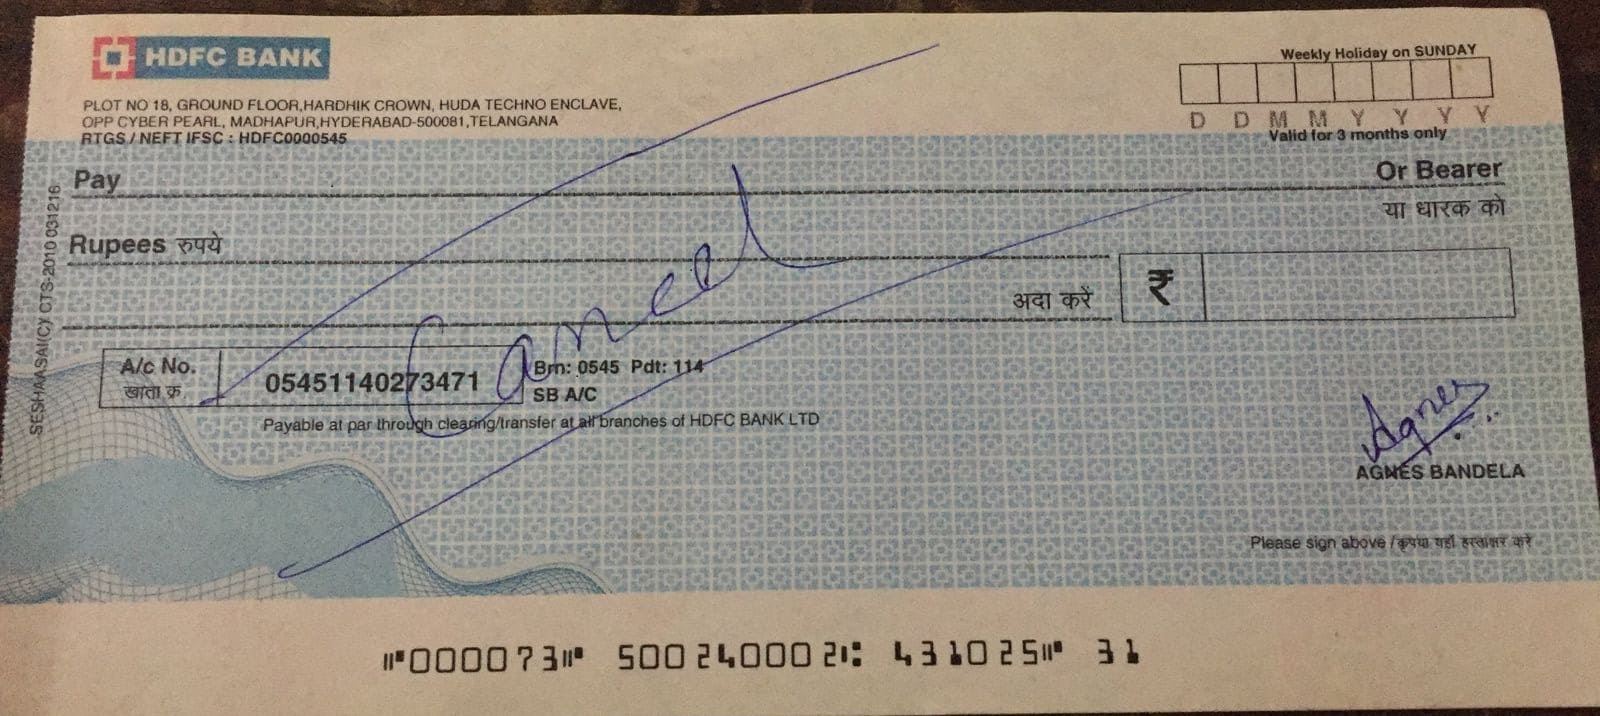 HDFC BANK
Weekly Holiday on SUNDAY
PLOT NO 18, GROUND FLOOR,HARDHIK CROWN, HUDA TECHNO ENCLAVE,
OPP CYBER PEARL, MADHAPUR,HYDERABAD-500081,TELANGANA
RTGS / NEFT IFSC : HDFC0000545
D D M M Y Y Y Y
Valid for 3 months only
Pay
Or Bearer
या धारक को
Rupees रुपये
अदा करें
₹
Cancel
A/c No.
खाता क्र.
05451140273471
Brn: 0545 Pdt: 114
SB A/C
Payable at par through clearing/transfer at all branches of HDFC BANK LTD
Agnes
AGNES BANDELA
Please sign above / कृपया यहाँ हस्ताक्षर करे
SESHAASAI(CY CTS-2010 031216
⑈000073⑈ 500240002⑆ 431025⑈ 31